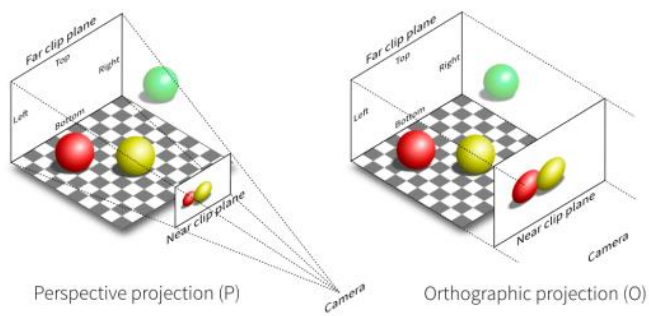 Far clip plane
Top
Right
Left
Bottom
Near clip plane
Camera
Perspective projection (P)
Far clip plane
Top
Right
Left
Bottom
Near clip plane
Camera
Orthographic projection (O)